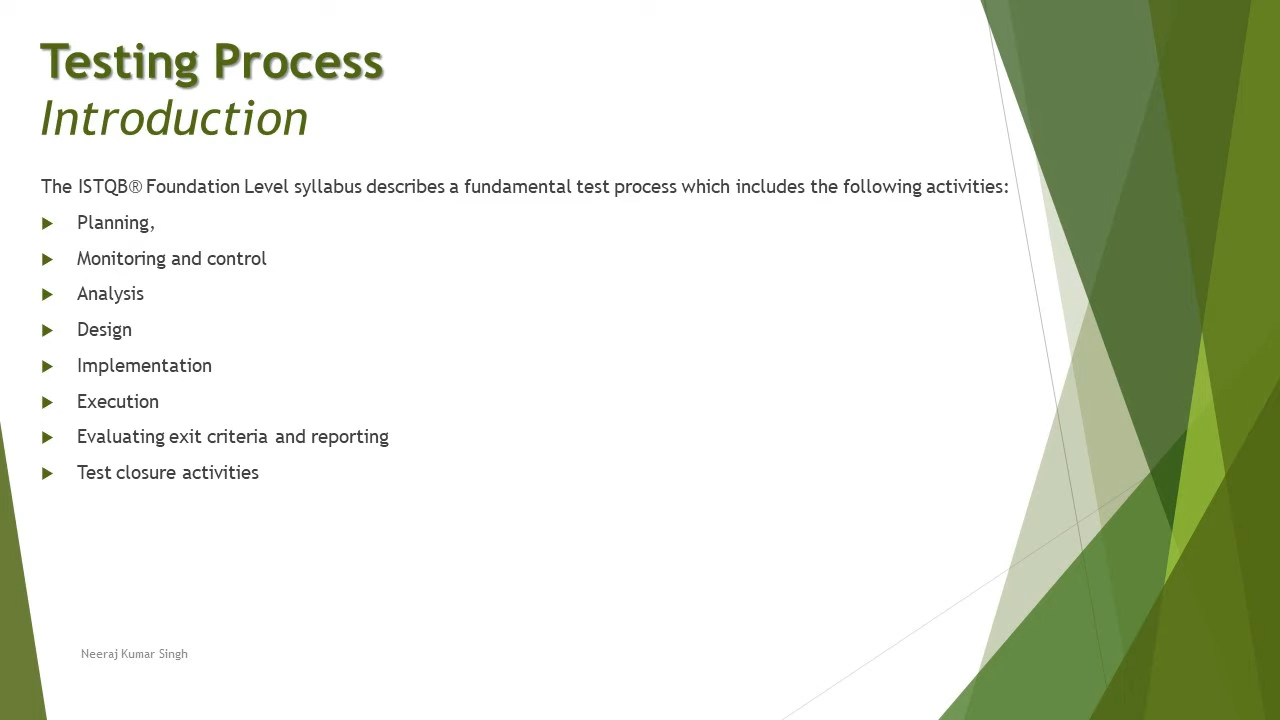 Testing Process
Introduction
The ISTQB® Foundation Level syllabus describes a fundamental test process which includes the following activities:
Planning,
Monitoring and control
Analysis
Design
Implementation
Execution
Evaluating exit criteria and reporting
Test closure activities
Neeraj Kumar Singh